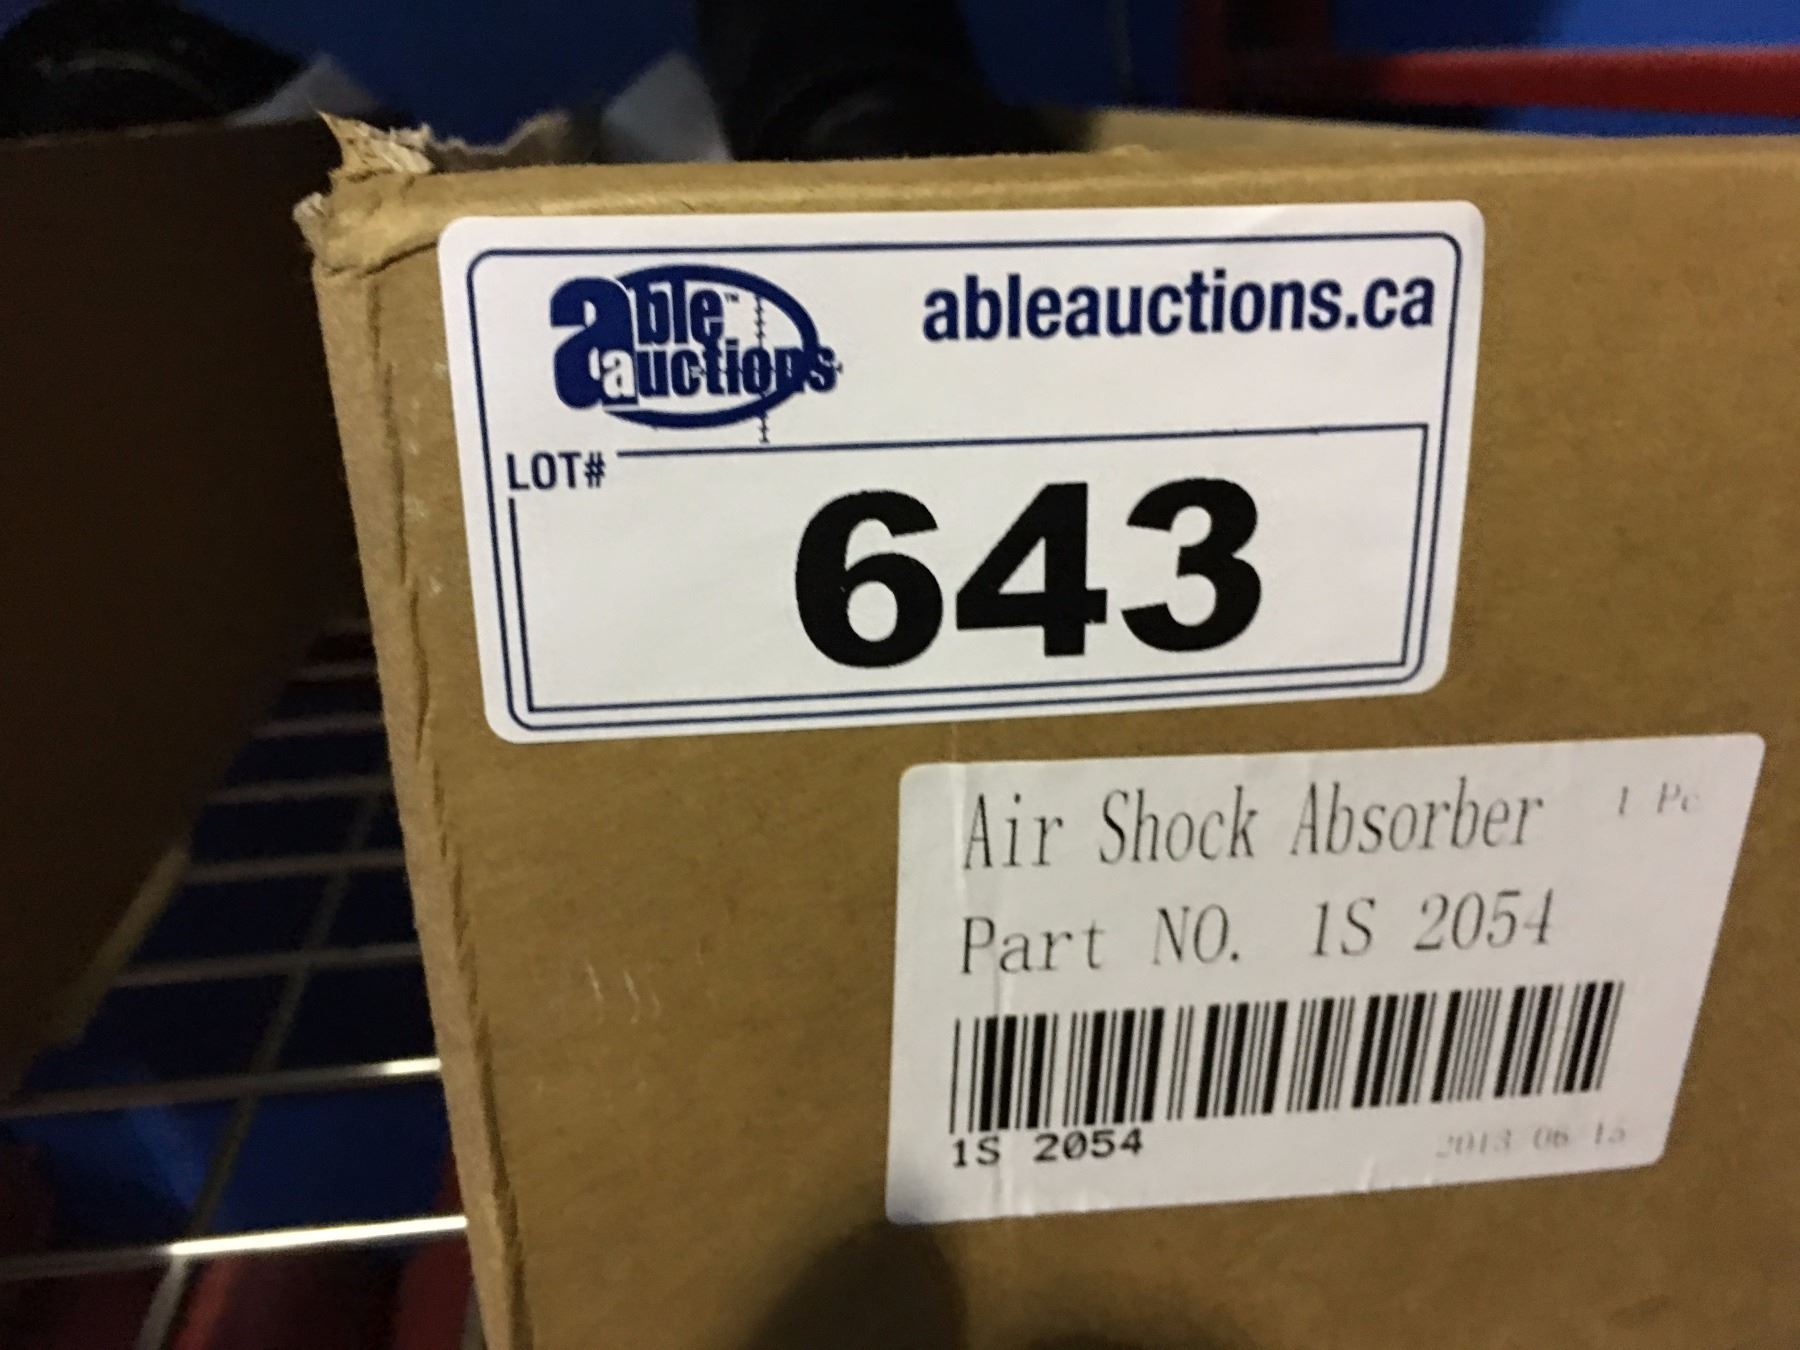 able™
auctions
ableauctions.ca
LOT#
643
Air Shock Absorber 1 Pc
Part NO. 1S 2054
1S 2054
2013 06 15